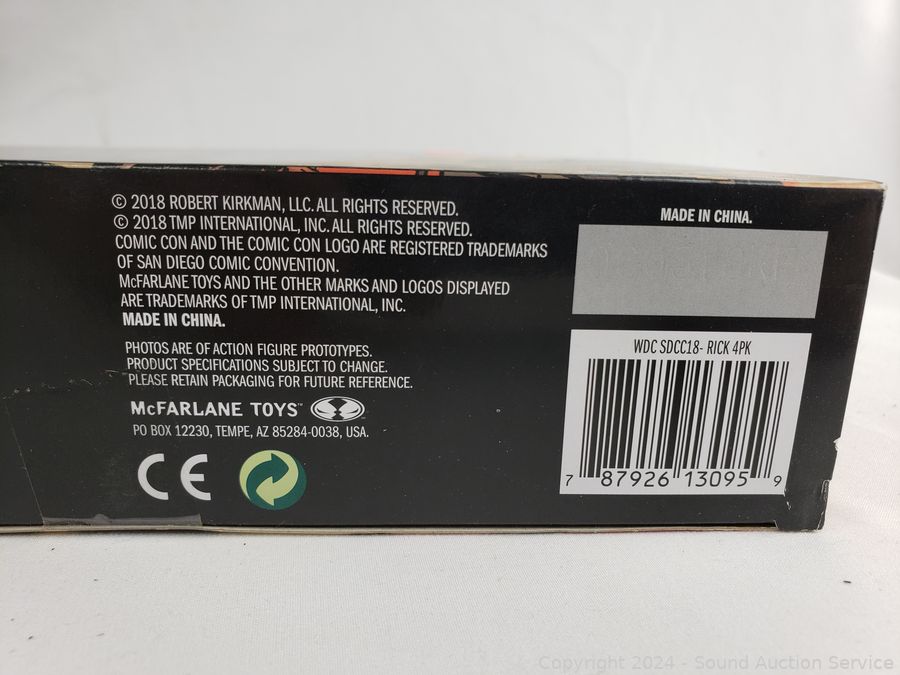 © 2018 ROBERT KIRKMAN, LLC. ALL RIGHTS RESERVED.
© 2018 TMP INTERNATIONAL, INC. ALL RIGHTS RESERVED.
COMIC CON AND THE COMIC CON LOGO ARE REGISTERED TRADEMARKS
OF SAN DIEGO COMIC CONVENTION.
McFARLANE TOYS AND THE OTHER MARKS AND LOGOS DISPLAYED
ARE TRADEMARKS OF TMP INTERNATIONAL, INC.
MADE IN CHINA.
PHOTOS ARE OF ACTION FIGURE PROTOTYPES.
PRODUCT SPECIFICATIONS SUBJECT TO CHANGE.
PLEASE RETAIN PACKAGING FOR FUTURE REFERENCE.
McFARLANE TOYS™
PO BOX 12230, TEMPE, AZ 85284-0038, USA.
CE
MADE IN CHINA.
WDC SDCC18- RICK 4PK
7 87926 13095 9
Copyright © 2024 - Sound Auction Service